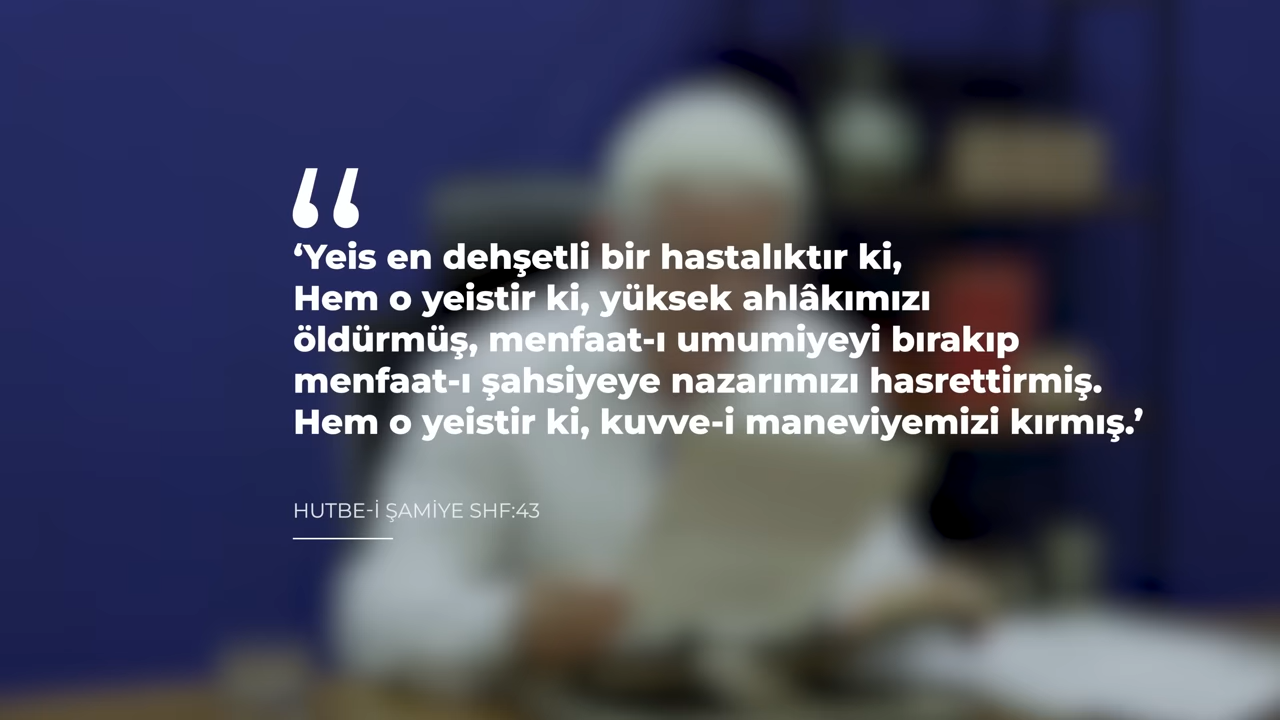 “
‘Yeis en dehşetli bir hastalıktır ki,
Hem o yeistir ki, yüksek ahlâkımızı
öldürmüş, menfaat-ı umumiyeyi bırakıp
menfaat-ı şahsiyeye nazarımızı hasrettirmiş.
Hem o yeistir ki, kuvve-i maneviyemizi kırmış.’
HUTBE-İ ŞAMİYE SHF:43